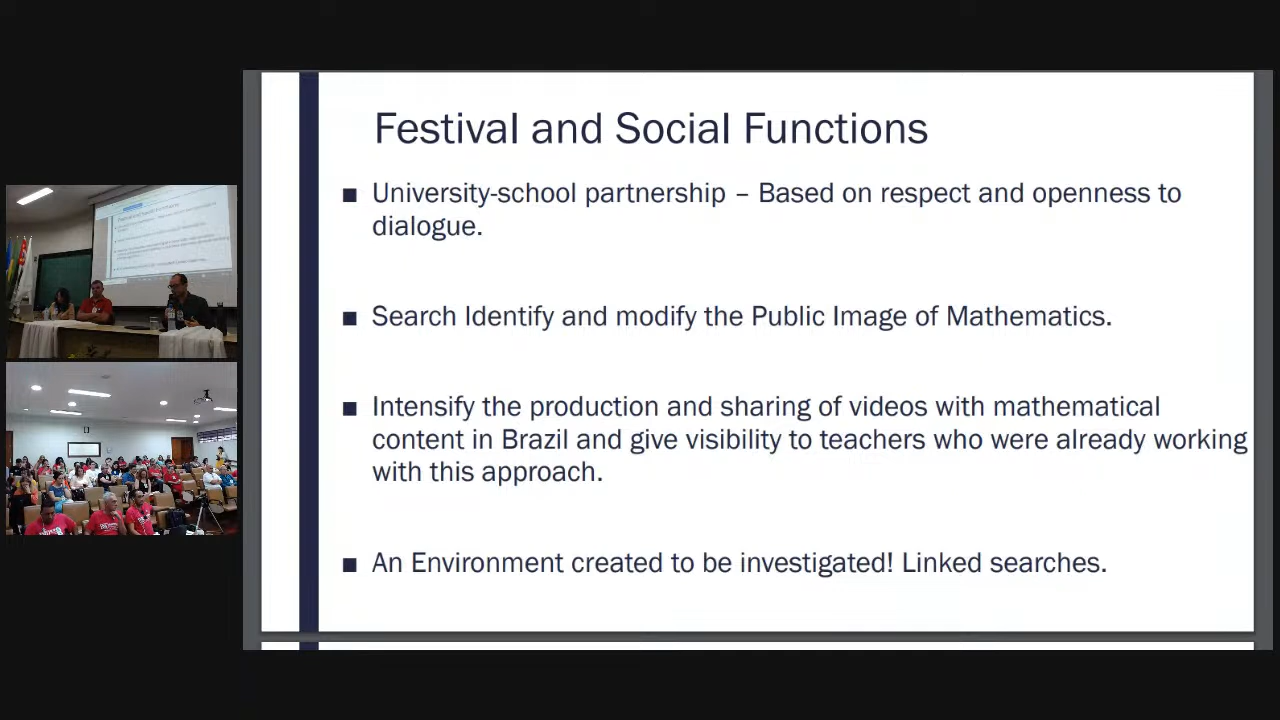 Festival and Social Functions
■ University-school partnership – Based on respect and openness to
dialogue.
■ Search Identify and modify the Public Image of Mathematics.
■ Intensify the production and sharing of videos with mathematical
content in Brazil and give visibility to teachers who were already working
with this approach.
■ An Environment created to be investigated! Linked searches.